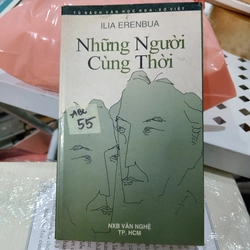 TỦ SÁCH VĂN HỌC NGA-XÔ VIẾT
ILIA ERENBUA
Những Người
Cùng Thời
ABC
55
NXB VĂN NGHỆ
TP. HCM